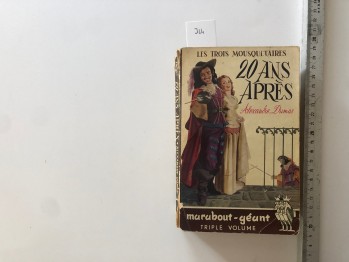 LES TROIS MOUSQUETAIRES
20 ANS
APRÈS
Alexandre Dumas
marabout-géant
TRIPLE VOLUME